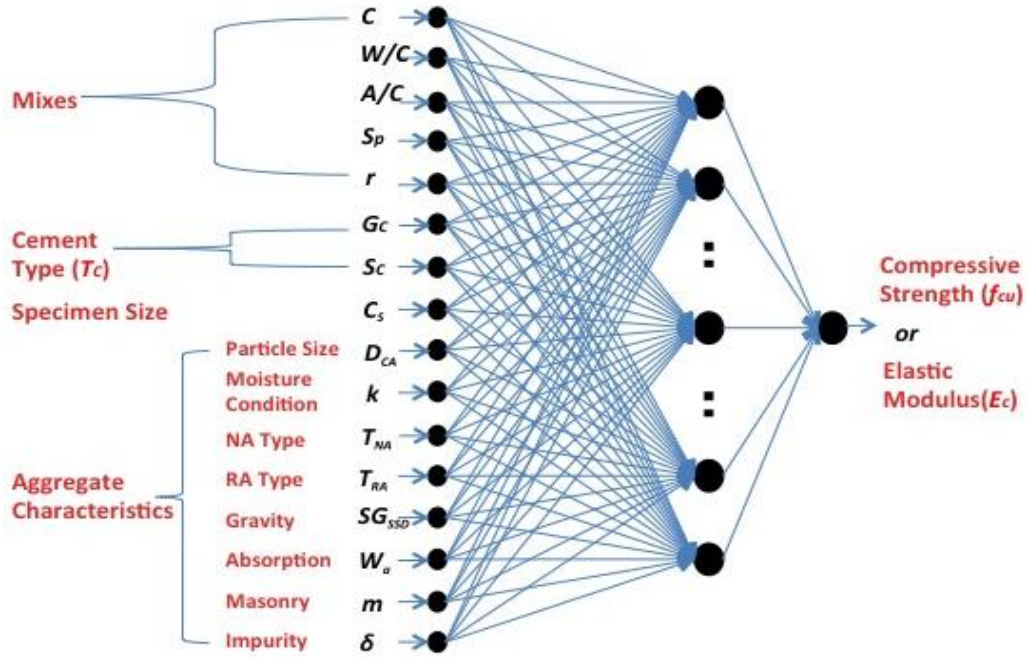 C
W/C
A/C
Mixes
Sp
r
Gc
Cement
Type (Tc)
Sc
Specimen Size
Cs
Particle Size
DCA
Moisture
Condition
k
NA Type
TNA
Aggregate
Characteristics
RA Type
TRA
Gravity
SGSSD
Absorption
Wa
Masonry
m
Impurity
δ
:
:
Compressive
Strength (fcu)
or
Elastic
Modulus(Ec)